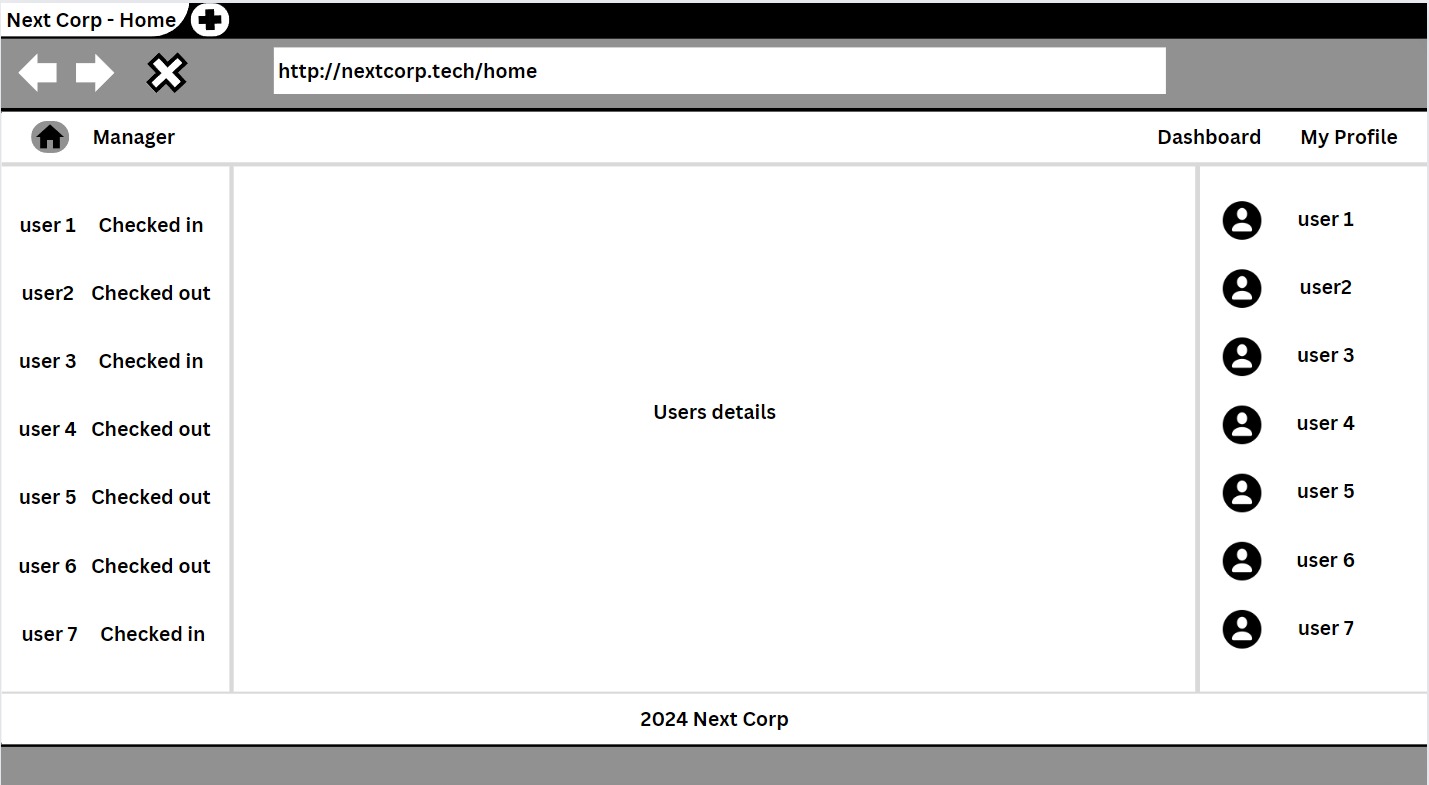 Next Corp - Home
http://nextcorp.tech/home
Manager Dashboard My Profile
user 1 Checked in
user2 Checked out
user 3 Checked in
user 4 Checked out
user 5 Checked out
user 6 Checked out
user 7 Checked in
Users details
user 1
user2
user 3
user 4
user 5
user 6
user 7
2024 Next Corp